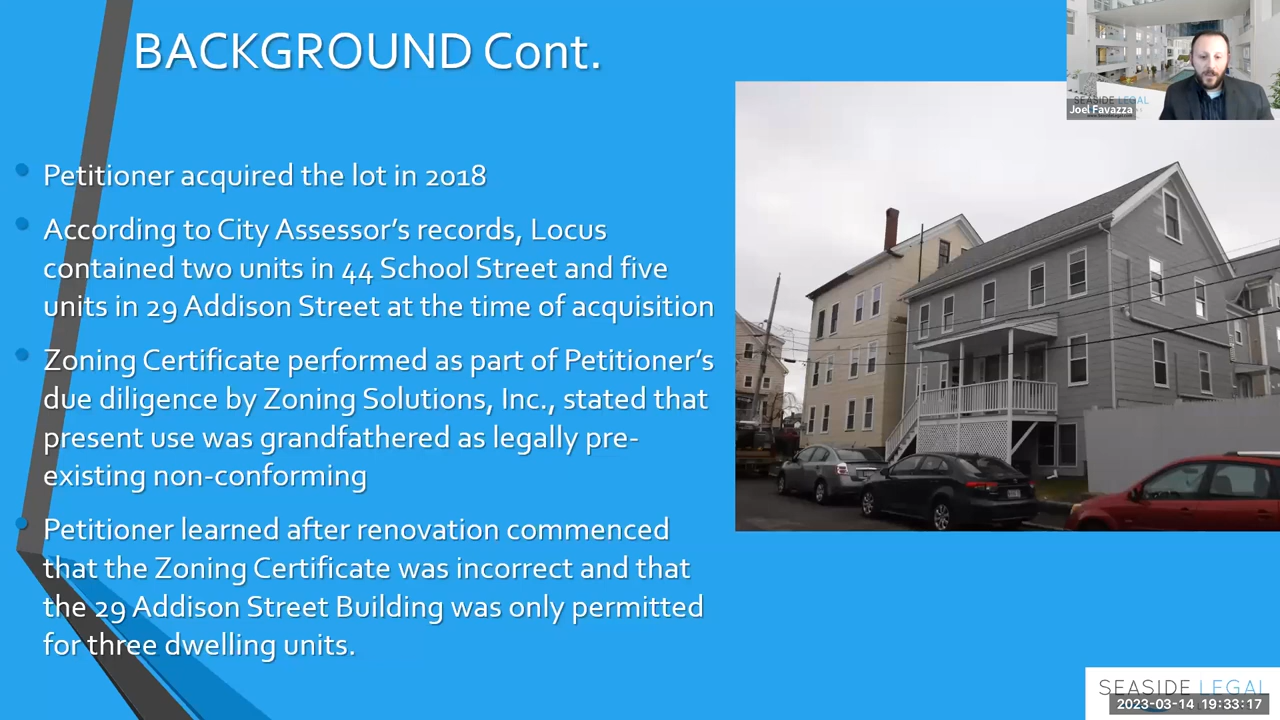 BACKGROUND Cont.
SEASIDE LEGAL
Joel Favazza
Petitioner acquired the lot in 2018
According to City Assessor's records, Locus
contained two units in 44 School Street and five
units in 29 Addison Street at the time of acquisition
Zoning Certificate performed as part of Petitioner's
due diligence by Zoning Solutions, Inc., stated that
present use was grandfathered as legally pre-
existing non-conforming
Petitioner learned after renovation commenced
that the Zoning Certificate was incorrect and that
the 29 Addison Street Building was only permitted
for three dwelling units.
SEASIDE LEGAL
2023-03-14 19:33:17